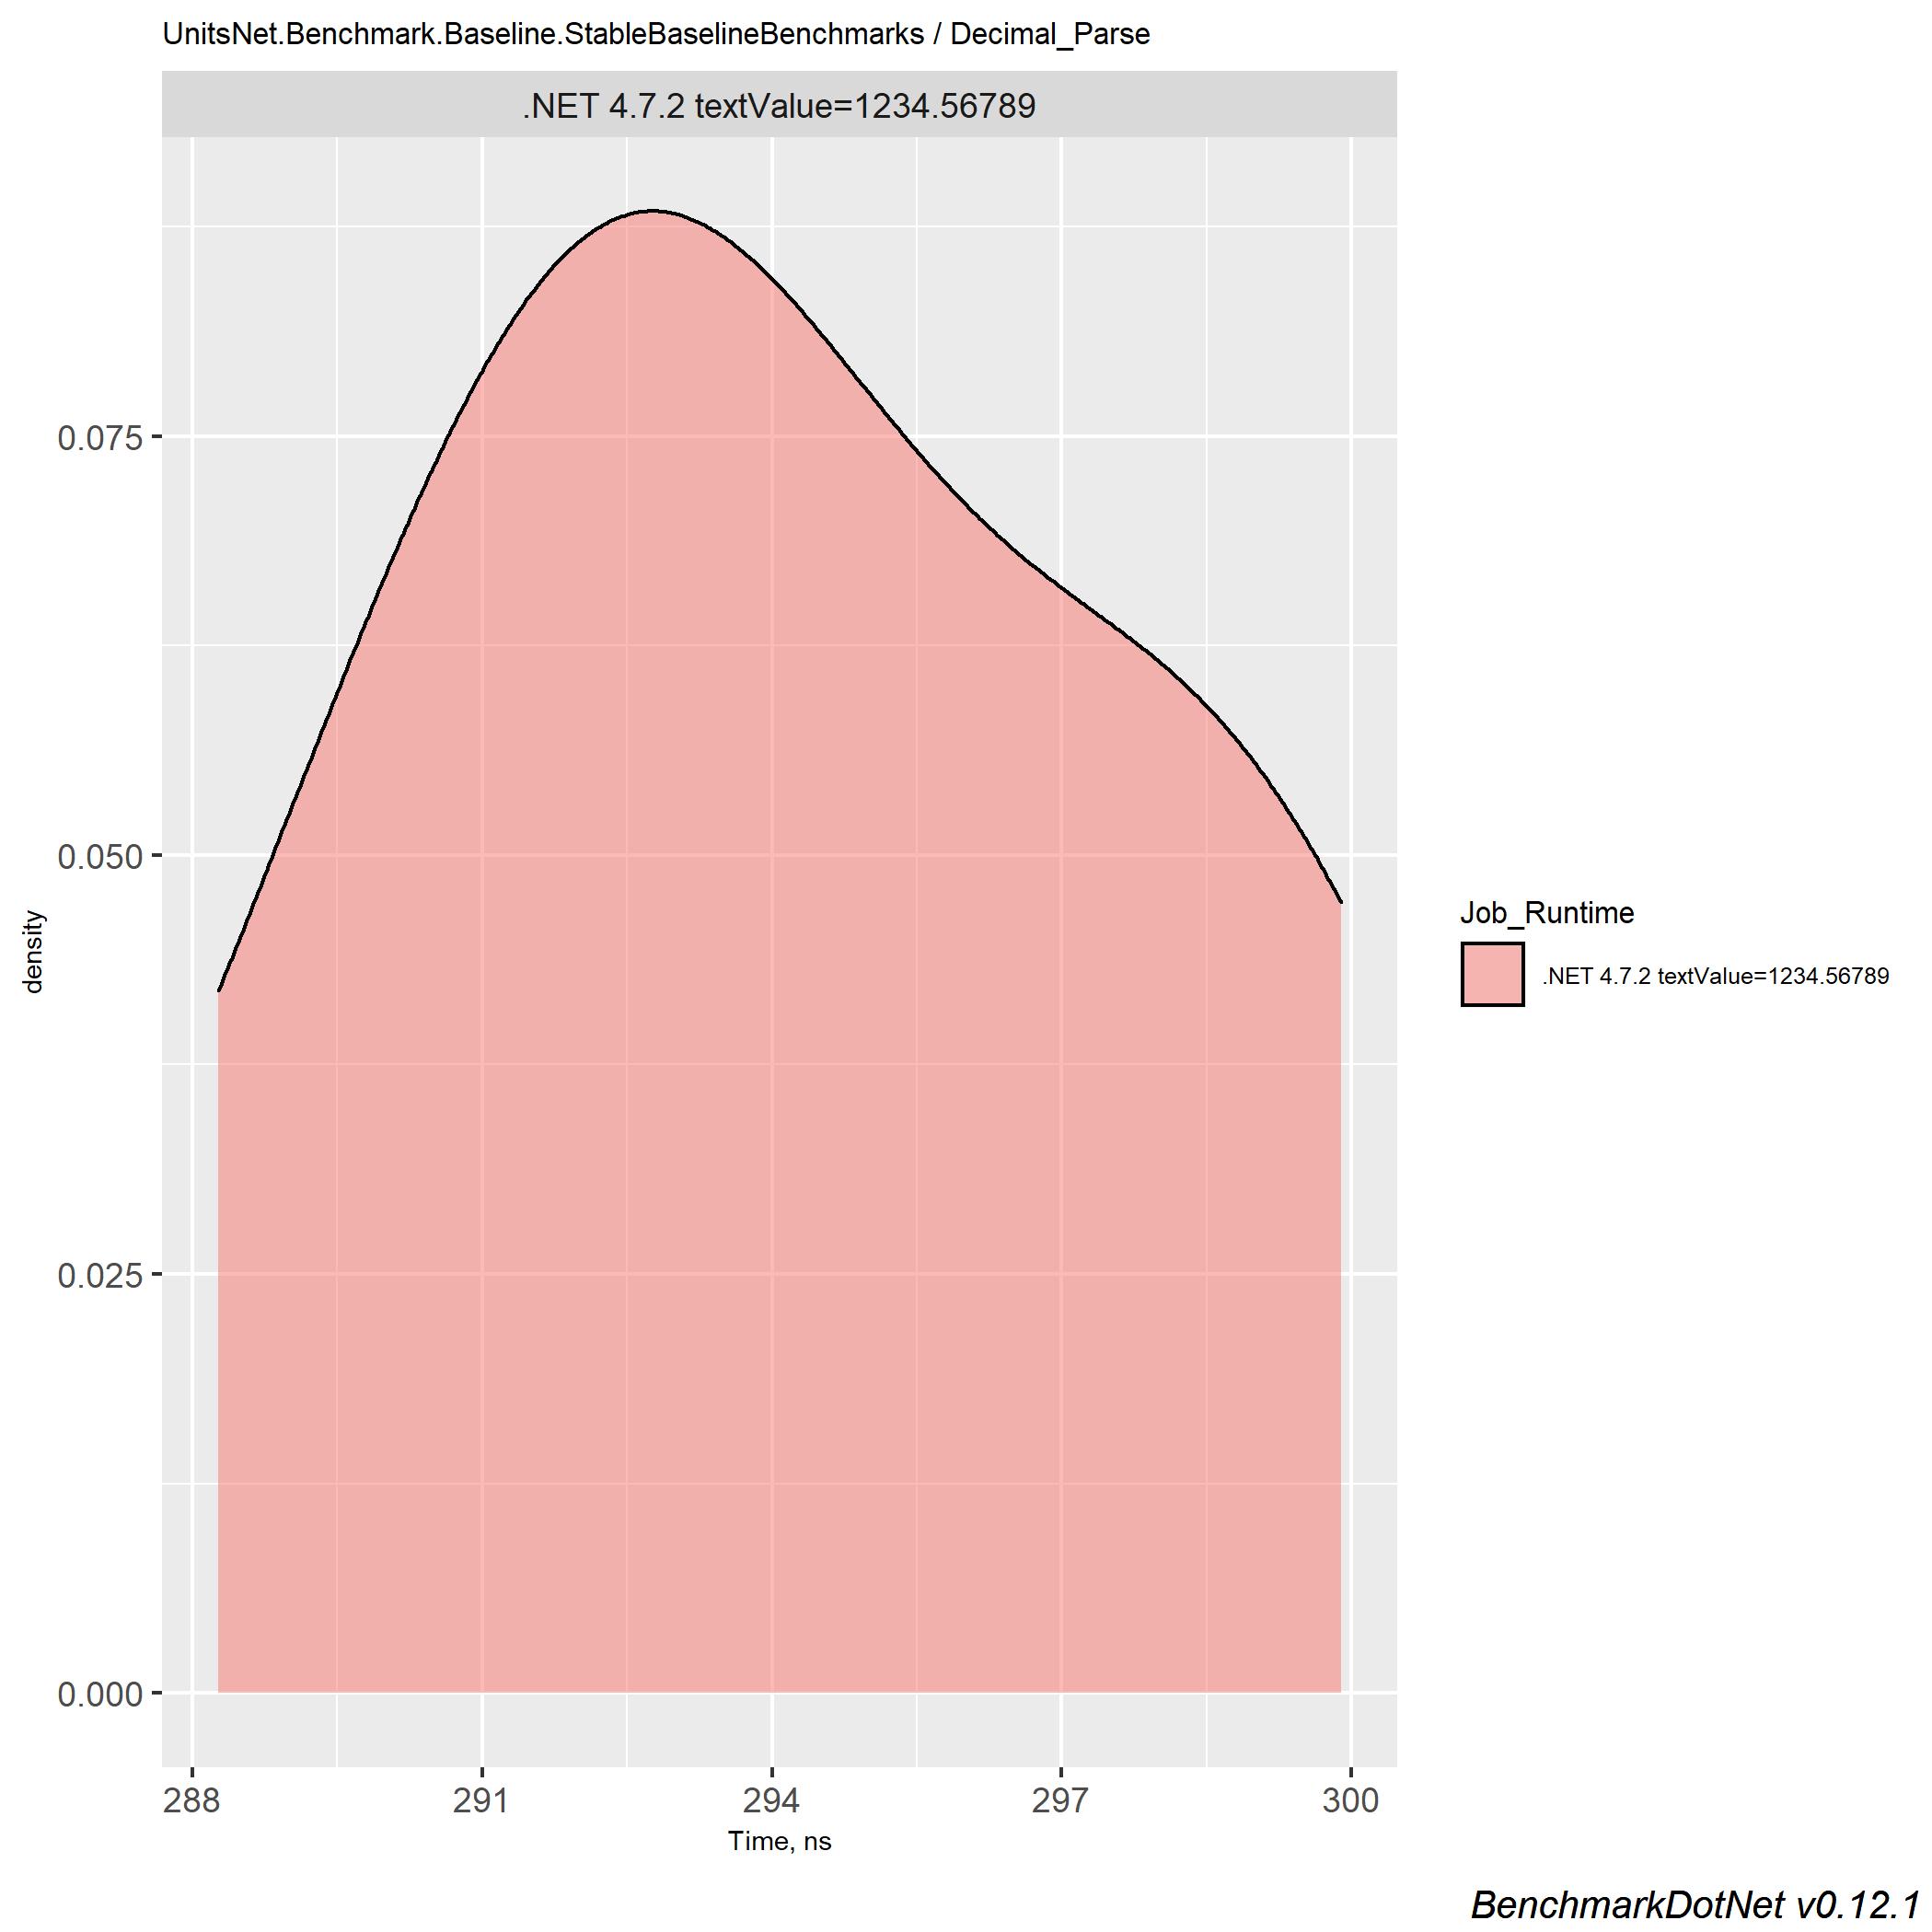 UnitsNet.Benchmark.Baseline.StableBaselineBenchmarks / Decimal_Parse
.NET 4.7.2 textValue=1234.56789
0.075
0.050
0.025
0.000
density
288 291 294 297 300
Time, ns
Job_Runtime
.NET 4.7.2 textValue=1234.56789
BenchmarkDotNet v0.12.1